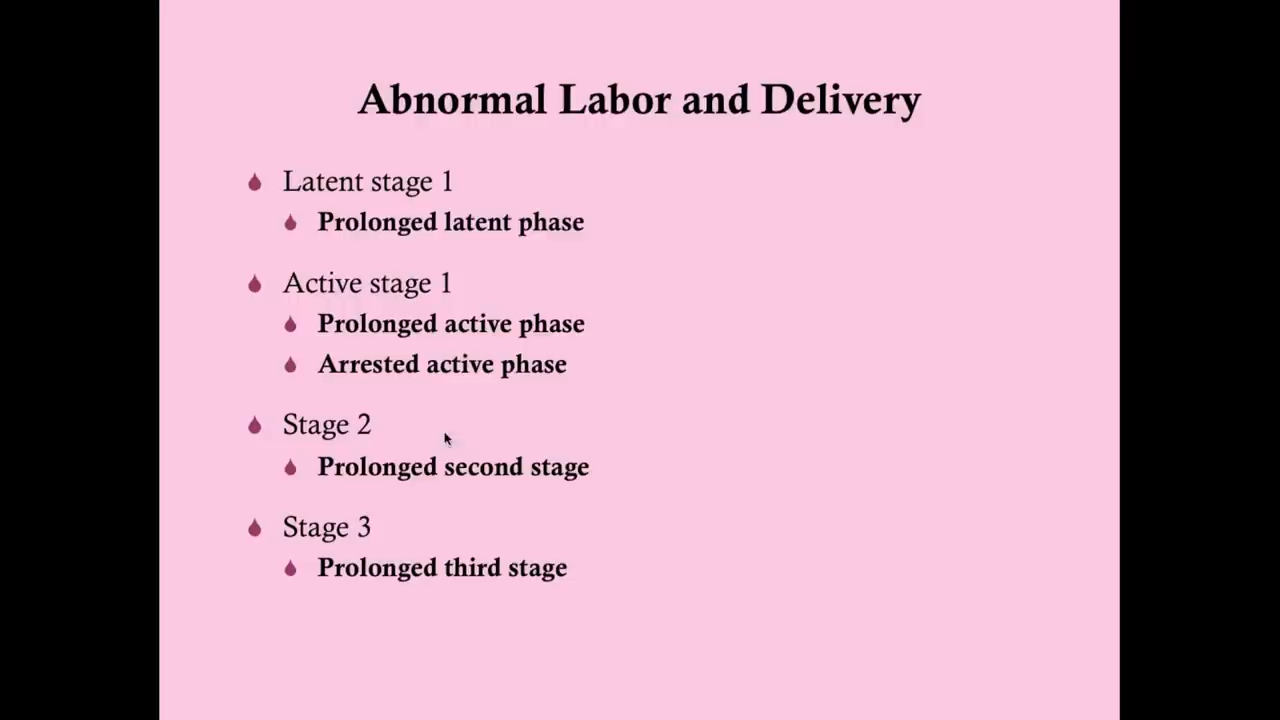 Abnormal Labor and Delivery
Latent stage 1
Prolonged latent phase
Active stage 1
Prolonged active phase
Arrested active phase
Stage 2
Prolonged second stage
Stage 3
Prolonged third stage